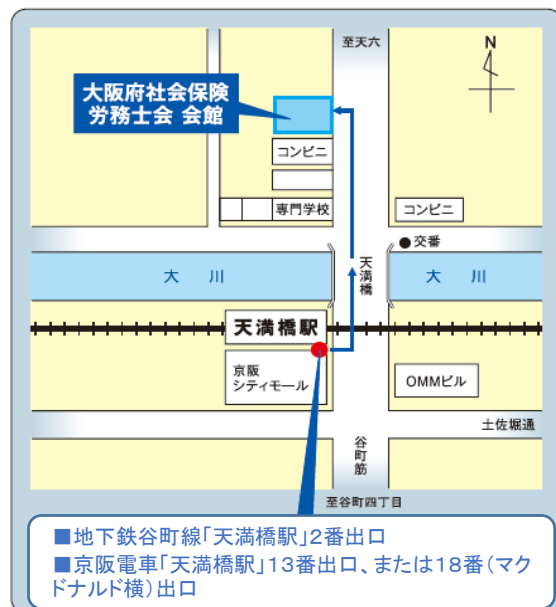 至天六
N
大阪府社会保険
労務士会 会館
コンビニ
専門学校
コンビニ
交番
天満橋
大川
大川
天満橋駅
京阪
シティモール
OMMビル
土佐堀通
谷町筋
至谷町四丁目
■地下鉄谷町線「天満橋駅」2番出口
■京阪電車「天満橋駅」13番出口、または18番(マク
ドナルド横)出口